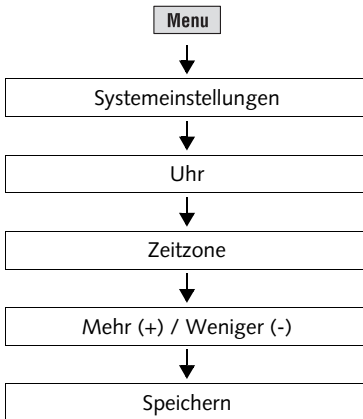 Menu
Systemeinstellungen
Uhr
Zeitzone
Mehr (+) / Weniger (-)
Speichern